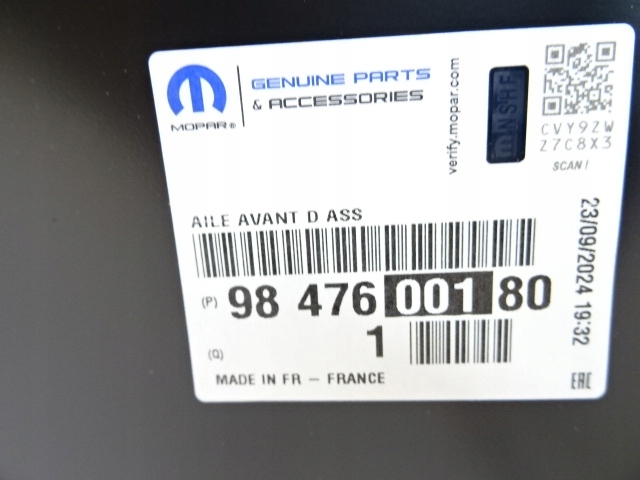 MOPAR®
GENUINE PARTS
& ACCESSORIES
verify.mopar.com
CVY9ZW
Z7C8X3
SCAN!
AILE AVANT D ASS
(P) 98 476 001 80
(Q) 1
MADE IN FR – FRANCE
23/09/2024 19:32
EAC